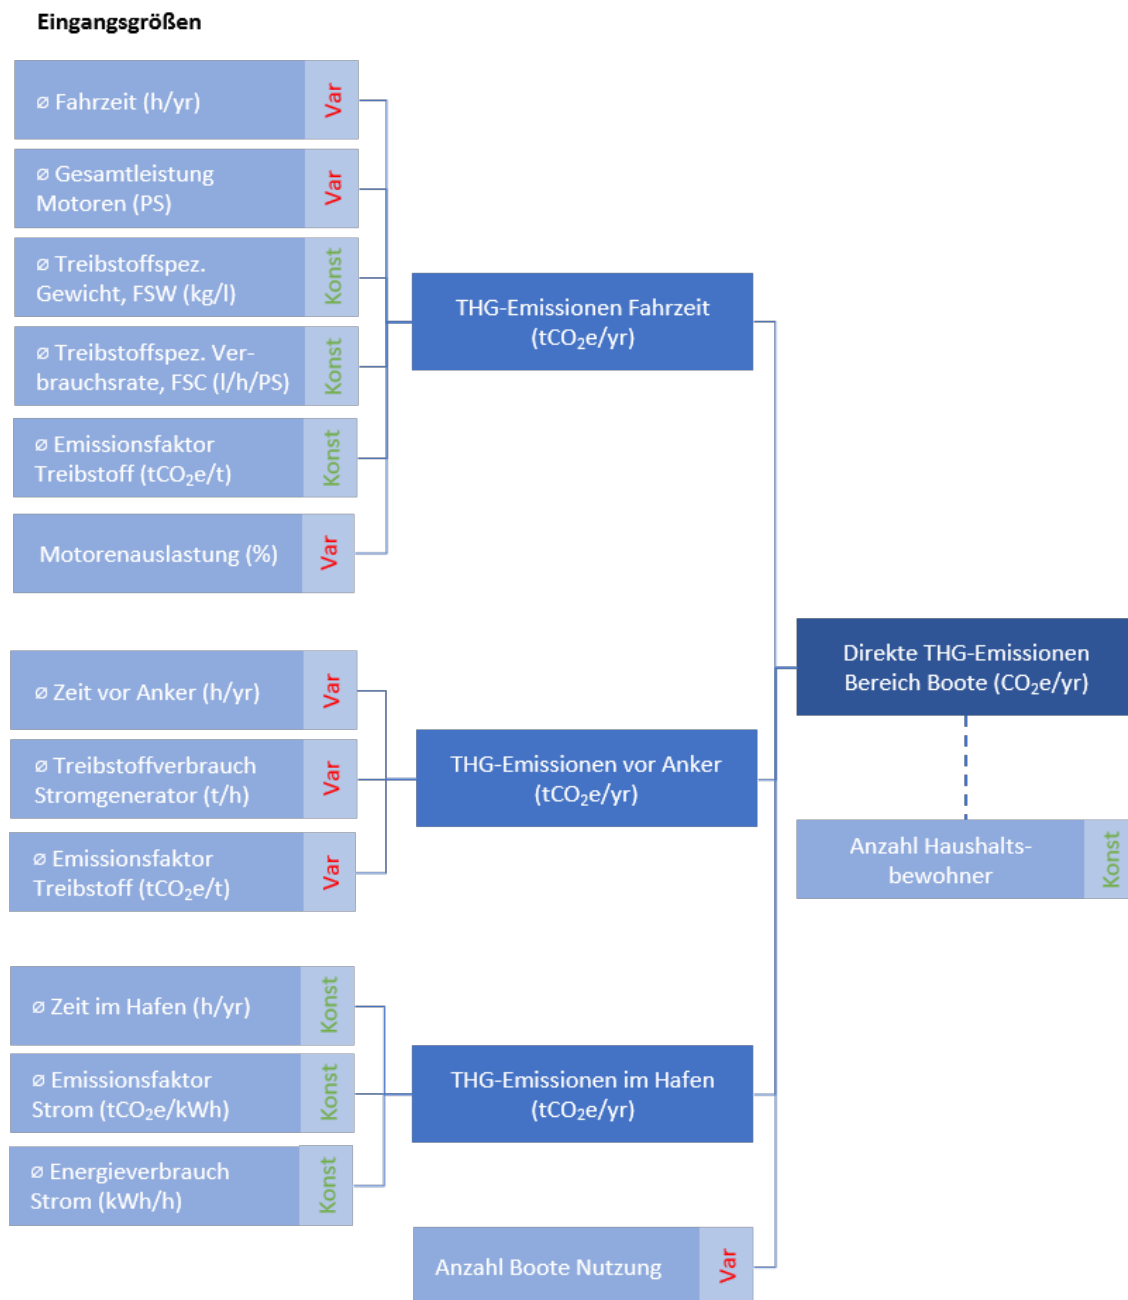 Eingangsgrößen
⌀ Fahrzeit (h/yr)
Var
⌀ Gesamtleistung
Motoren (PS)
Var
⌀ Treibstoffspez.
Gewicht, FSW (kg/l)
Konst
⌀ Treibstoffspez. Ver-
brauchsrate, FSC (l/h/PS)
Konst
⌀ Emissionsfaktor
Treibstoff (tCO₂e/t)
Konst
Motorenauslastung (%)
Var
THG-Emissionen Fahrzeit
(tCO₂e/yr)
⌀ Zeit vor Anker (h/yr)
Var
⌀ Treibstoffverbrauch
Stromgenerator (t/h)
Var
⌀ Emissionsfaktor
Treibstoff (tCO₂e/t)
Var
THG-Emissionen vor Anker
(tCO₂e/yr)
Direkte THG-Emissionen
Bereich Boote (CO₂e/yr)
Anzahl Haushalts-
bewohner
Konst
⌀ Zeit im Hafen (h/yr)
Konst
⌀ Emissionsfaktor
Strom (tCO₂e/kWh)
Konst
⌀ Energieverbrauch
Strom (kWh/h)
Konst
THG-Emissionen im Hafen
(tCO₂e/yr)
Anzahl Boote Nutzung
Var